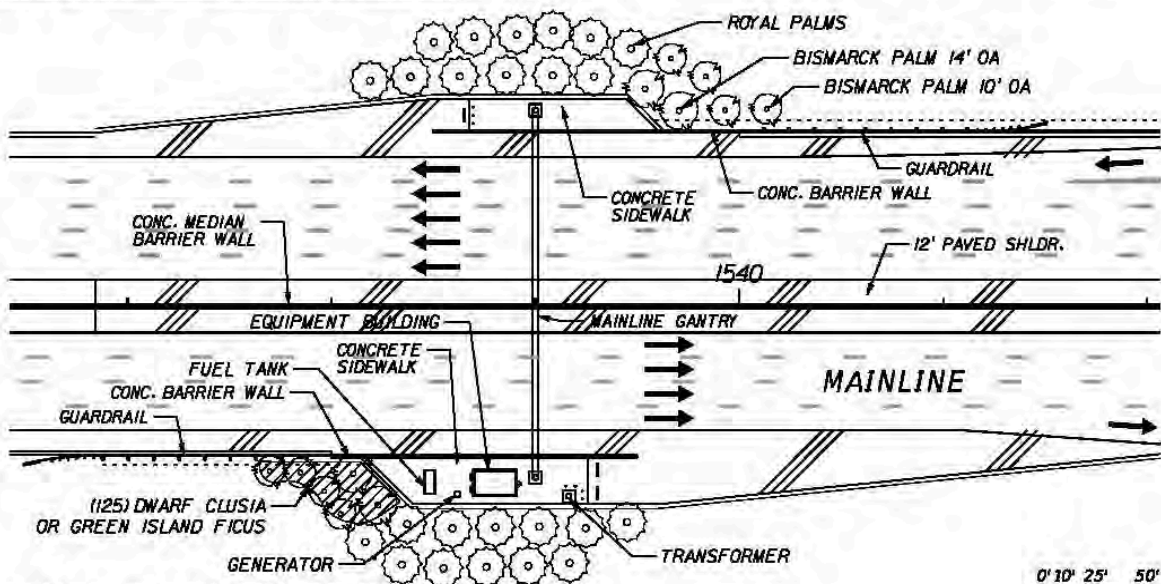 ROYAL PALMS
BISMARCK PALM 14' OA
BISMARCK PALM 10' OA
GUARDRAIL
CONC. BARRIER WALL
CONCRETE
SIDEWALK
CONC. MEDIAN
BARRIER WALL
12' PAVED SHLDR.
1540
EQUIPMENT BUILDING
MAINLINE GANTRY
CONCRETE
SIDEWALK
FUEL TANK
CONC. BARRIER WALL
GUARDRAIL
MAINLINE
(125) DWARF CLUSIA
OR GREEN ISLAND FICUS
GENERATOR
TRANSFORMER
0' 10' 25' 50'